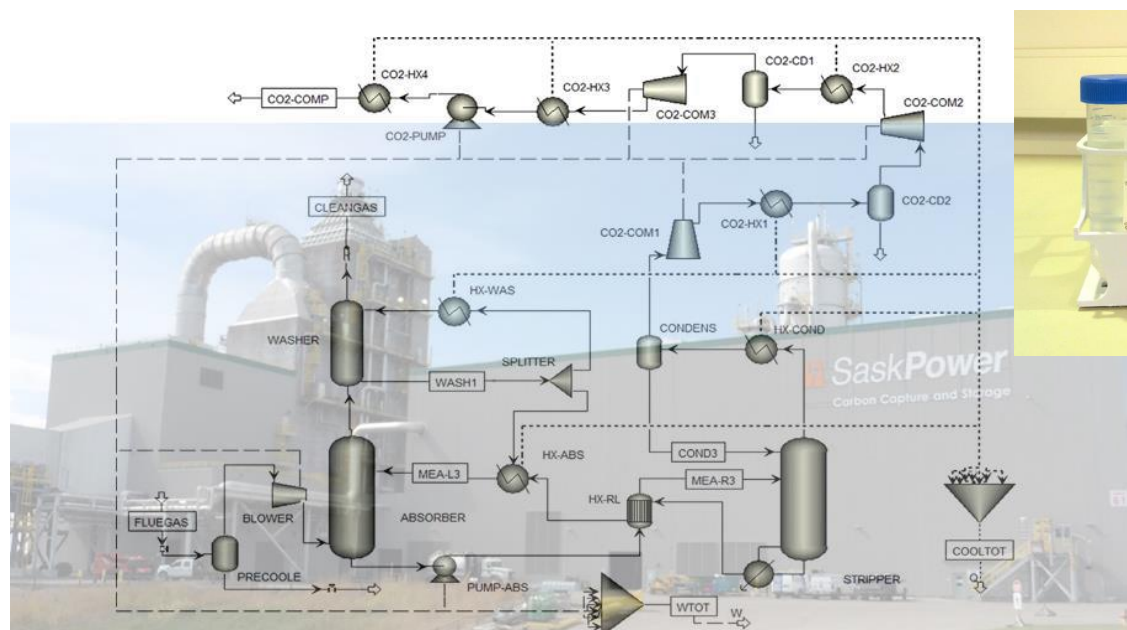 CO2-HX4
CO2-HX3
CO2-CD1
CO2-HX2
CO2-COMP
CO2-COM2
CO2-COM3
CO2-PUMP
CLEANGAS
CO2-CD2
CO2-HX1
CO2-COM1
HX-WAS
CONDENS
HX-COND
WASHER
SPLITTER
SaskPower
Carbon Capture and Storage
WASH1
HX-ABS
COND3
MEA-L3
MEA-R3
HX-RL
BLOWER
ABSORBER
FLUEGAS
COOLTOT
PRECOOLE
PUMP-ABS
STRIPPER
Q
WTOT
W